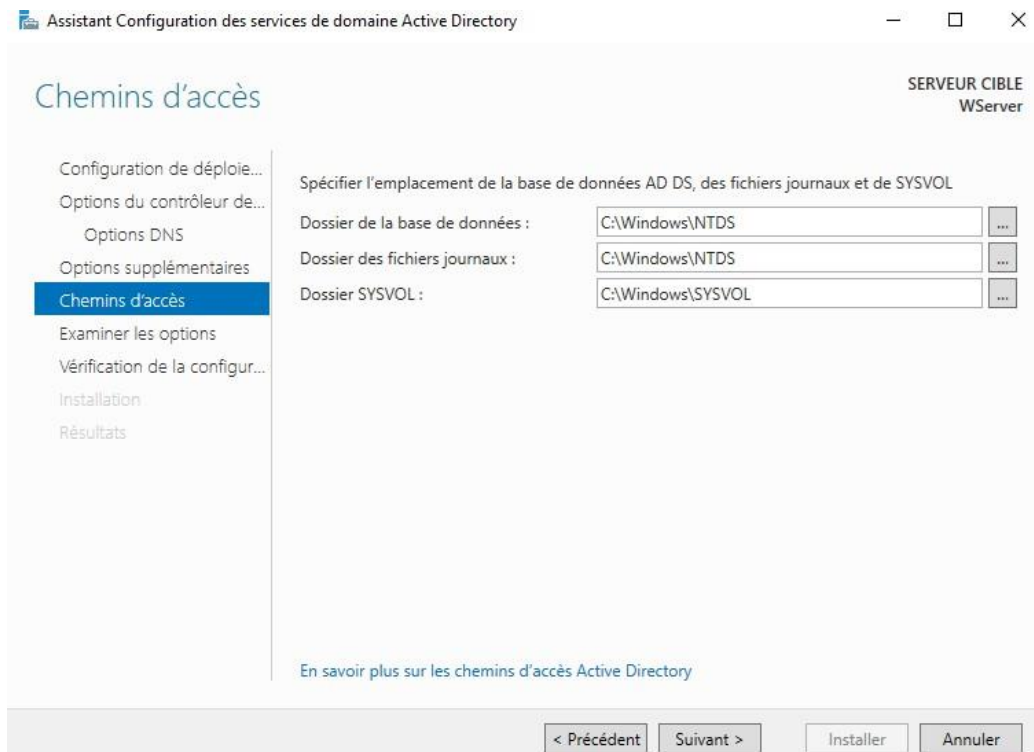 Assistant Configuration des services de domaine Active Directory
Chemins d'accès
SERVEUR CIBLE
WServer
Configuration de déploie...
Options du contrôleur de...
Options DNS
Options supplémentaires
Chemins d'accès
Examiner les options
Vérification de la configur...
Installation
Résultats
Spécifier l'emplacement de la base de données AD DS, des fichiers journaux et de SYSVOL
Dossier de la base de données : C:\Windows\NTDS ...
Dossier des fichiers journaux : C:\Windows\NTDS ...
Dossier SYSVOL : C:\Windows\SYSVOL ...
En savoir plus sur les chemins d'accès Active Directory
< Précédent Suivant > Installer Annuler